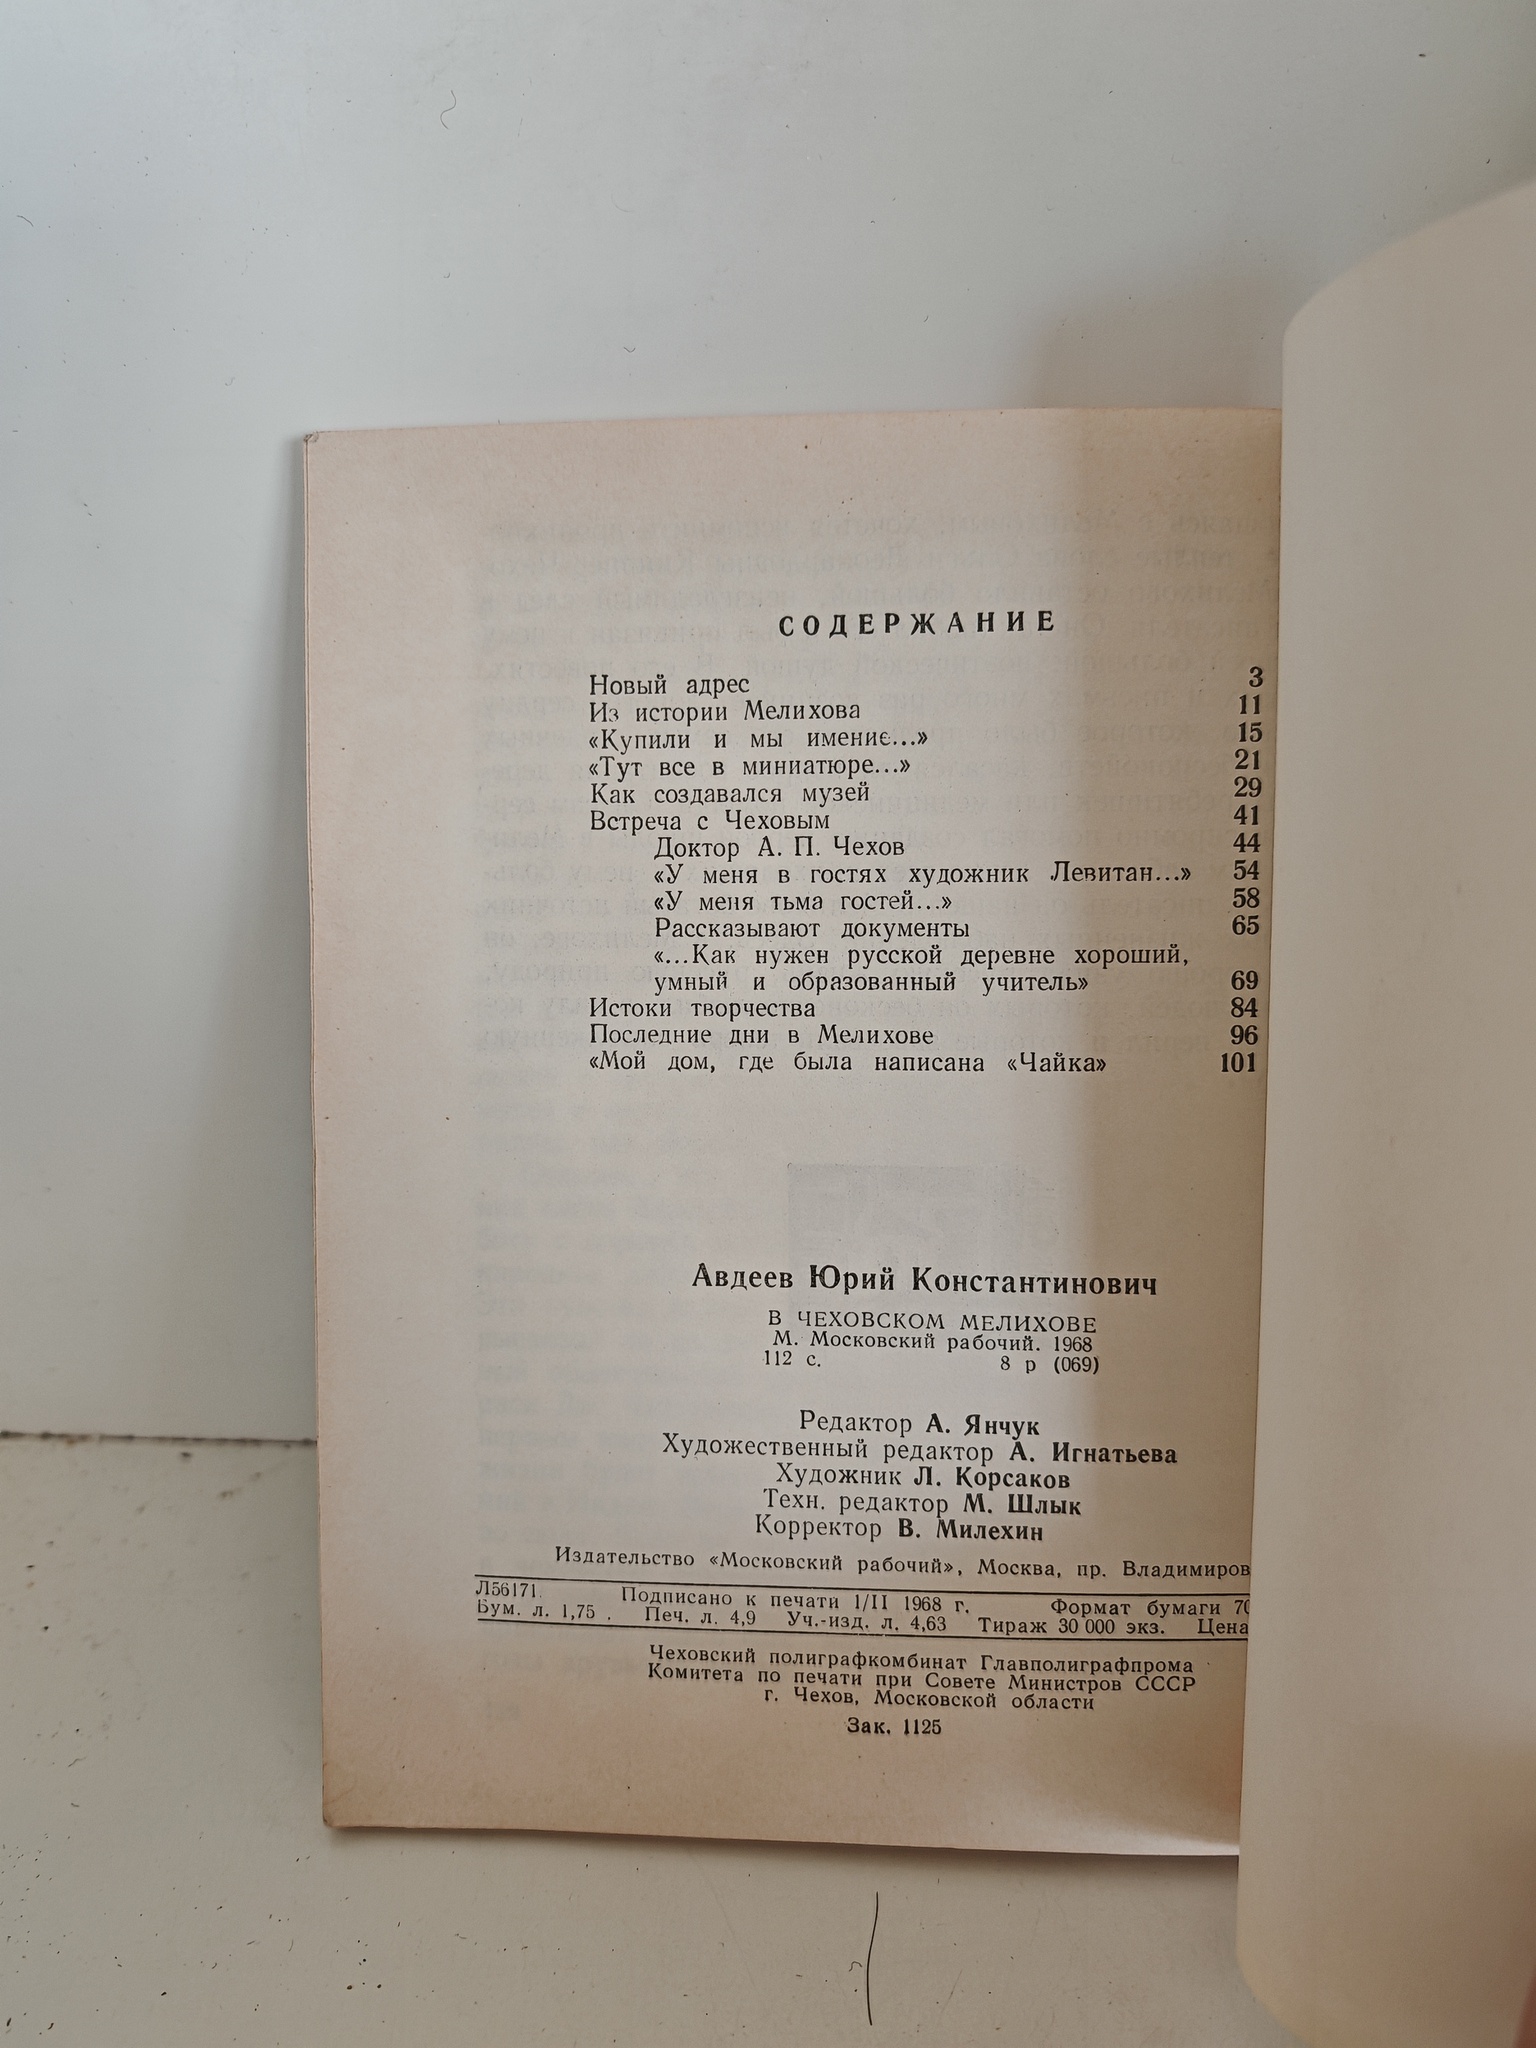 СОДЕРЖАНИЕ
Новый адрес 3
Из истории Мелихова 11
«Купили и мы имение...» 15
«Тут все в миниатюре...» 21
Как создавался музей 29
Встреча с Чеховым 41
Доктор А. П. Чехов 44
«У меня в гостях художник Левитан...» 54
«У меня тьма гостей...» 58
Рассказывают документы 65
«...Как нужен русской деревне хороший,
умный и образованный учитель» 69
Истоки творчества 84
Последние дни в Мелихове 96
«Мой дом, где была написана «Чайка» 101
Авдеев Юрий Константинович
В ЧЕХОВСКОМ МЕЛИХОВЕ
М. Московский рабочий. 1968
112 с. 8 р (069)
Редактор А. Янчук
Художественный редактор А. Игнатьева
Художник Л. Корсаков
Техн. редактор М. Шлык
Корректор В. Милехин
Издательство «Московский рабочий», Москва, пр. Владимиров
Л56171. Подписано к печати 1/II 1968 г. Формат бумаги 70
Бум. л. 1,75. Печ. л. 4,9 Уч.-изд. л. 4,63 Тираж 30 000 экз. Цена
Чеховский полиграфкомбинат Главполиграфпрома
Комитета по печати при Совете Министров СССР
г. Чехов, Московской области
Зак. 1125